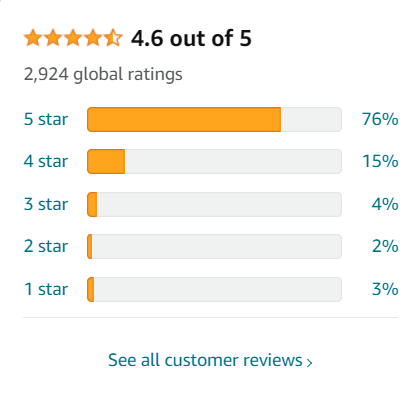 4.6 out of 5
2,924 global ratings
5 star 76%
4 star 15%
3 star 4%
2 star 2%
1 star 3%
See all customer reviews ›